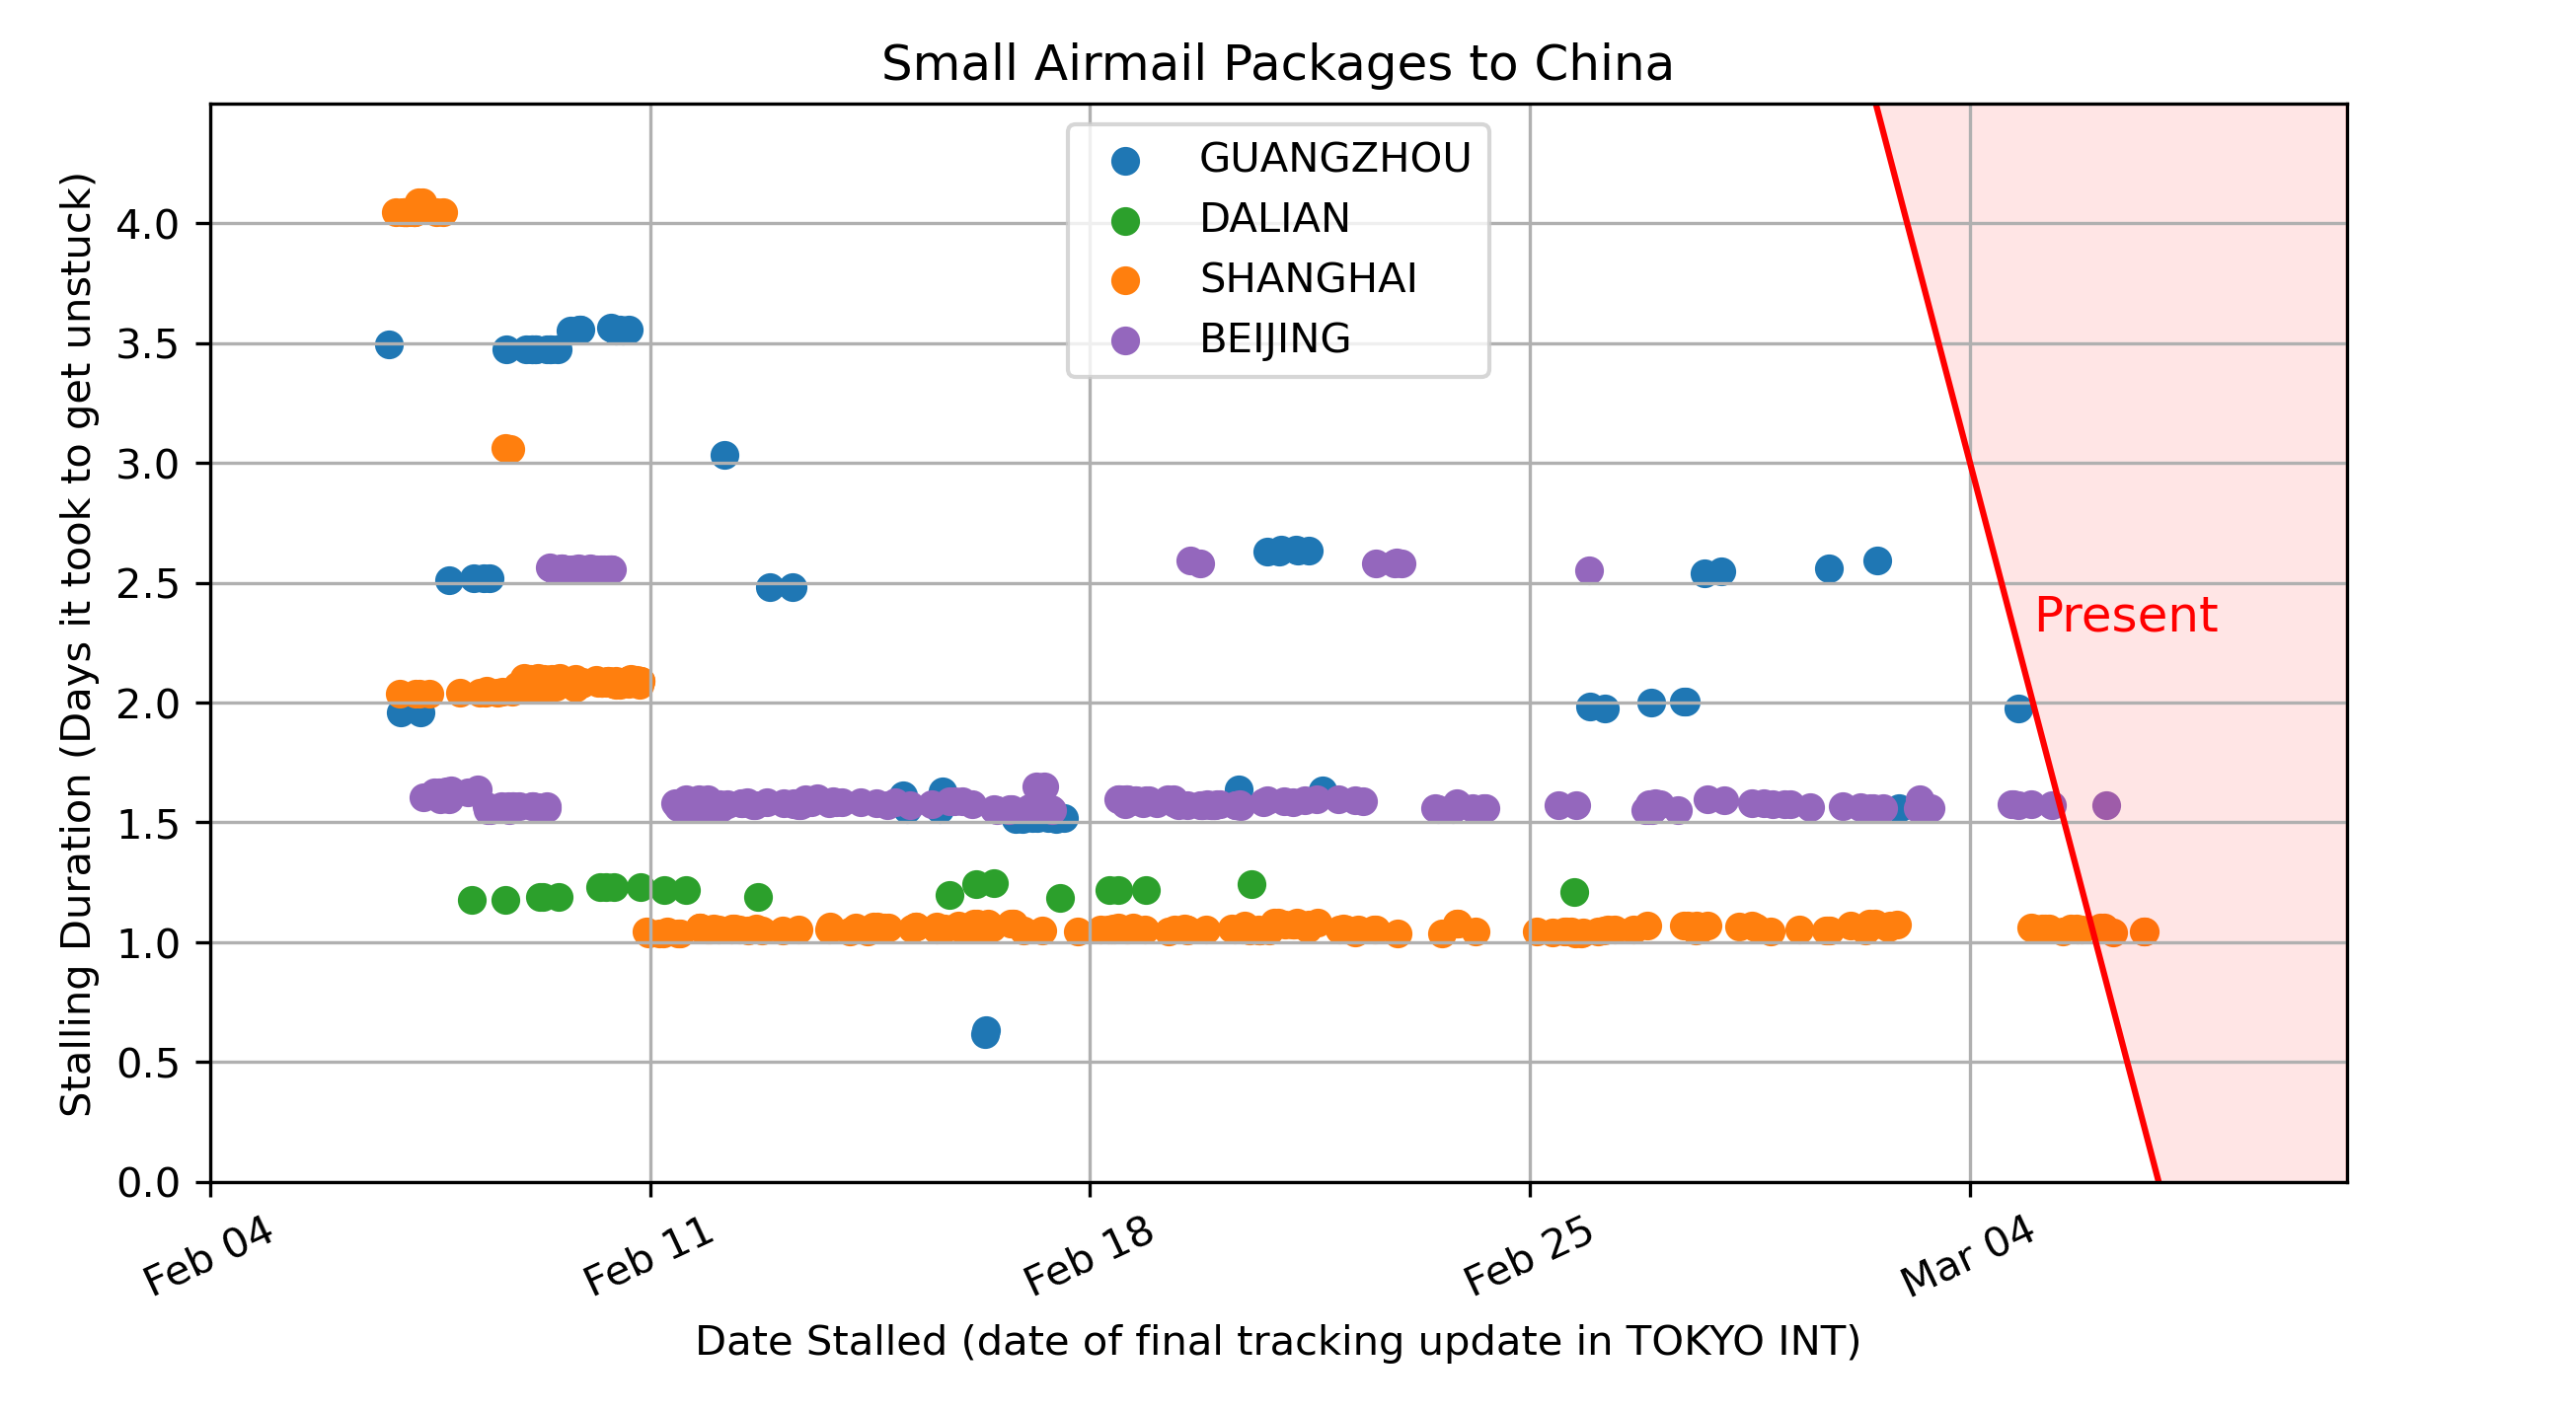 Small Airmail Packages to China
GUANGZHOU
DALIAN
SHANGHAI
BEIJING
Present
Stalling Duration (Days it took to get unstuck)
4.0
3.5
3.0
2.5
2.0
1.5
1.0
0.5
0.0
Feb 04
Feb 11
Feb 18
Feb 25
Mar 04
Date Stalled (date of final tracking update in TOKYO INT)